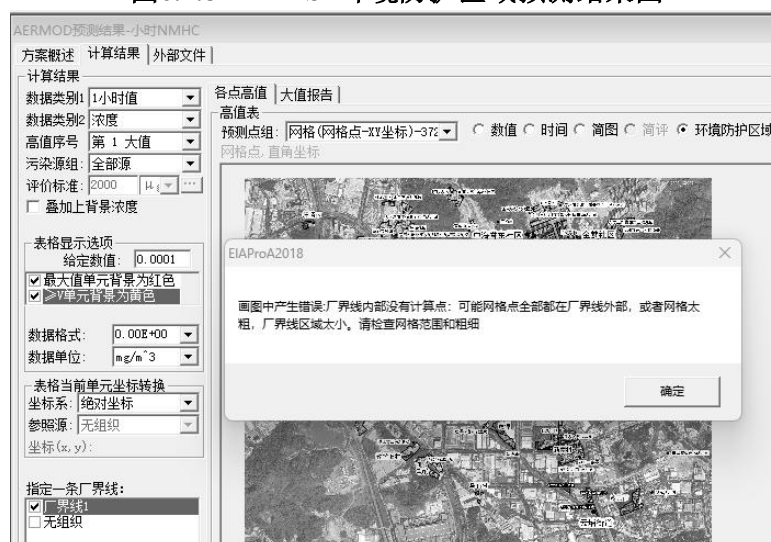 AERMOD预测结果-小时NMHC
方案概述 计算结果 外部文件
计算结果
数据类别1 1小时值
数据类别2 浓度
高值序号 第 1 大值
污染源组: 全部源
评价标准: 2000
叠加上背景浓度
表格显示选项
给定数值: 0.0001
最大值单元背景为红色
≥V单元背景为黄色
数据格式: 0.00E+00
数据单位: mg/m^3
表格当前单元坐标转换
坐标系: 绝对坐标
参照源: 无组织
坐标(x,y):
指定一条厂界线:
厂界线1
无组织
各点高值 大值报告
高值表
预测点组: 网格(网格点-XY坐标)-372 数值 时间 简图 简评 环境防护区域
网格点,直角坐标
EIAProA2018
画图中产生错误:厂界线内部没有计算点: 可能网格点全部都在厂界线外部，或者网格太
粗，厂界线区域太小。请检查网格范围和粗细
确定